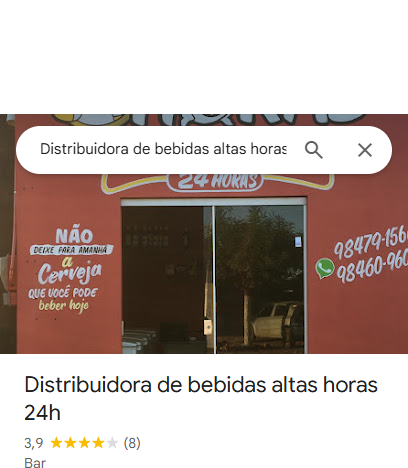 Distribuidora de bebidas altas horas
24 HORAS
NÃO
DEIXE PARA AMANHÃ
a
Cerveja
QUE VOCÊ PODE
beber hoje
98479-156
98460-960
Distribuidora de bebidas altas horas
24h
3,9 (8)
Bar